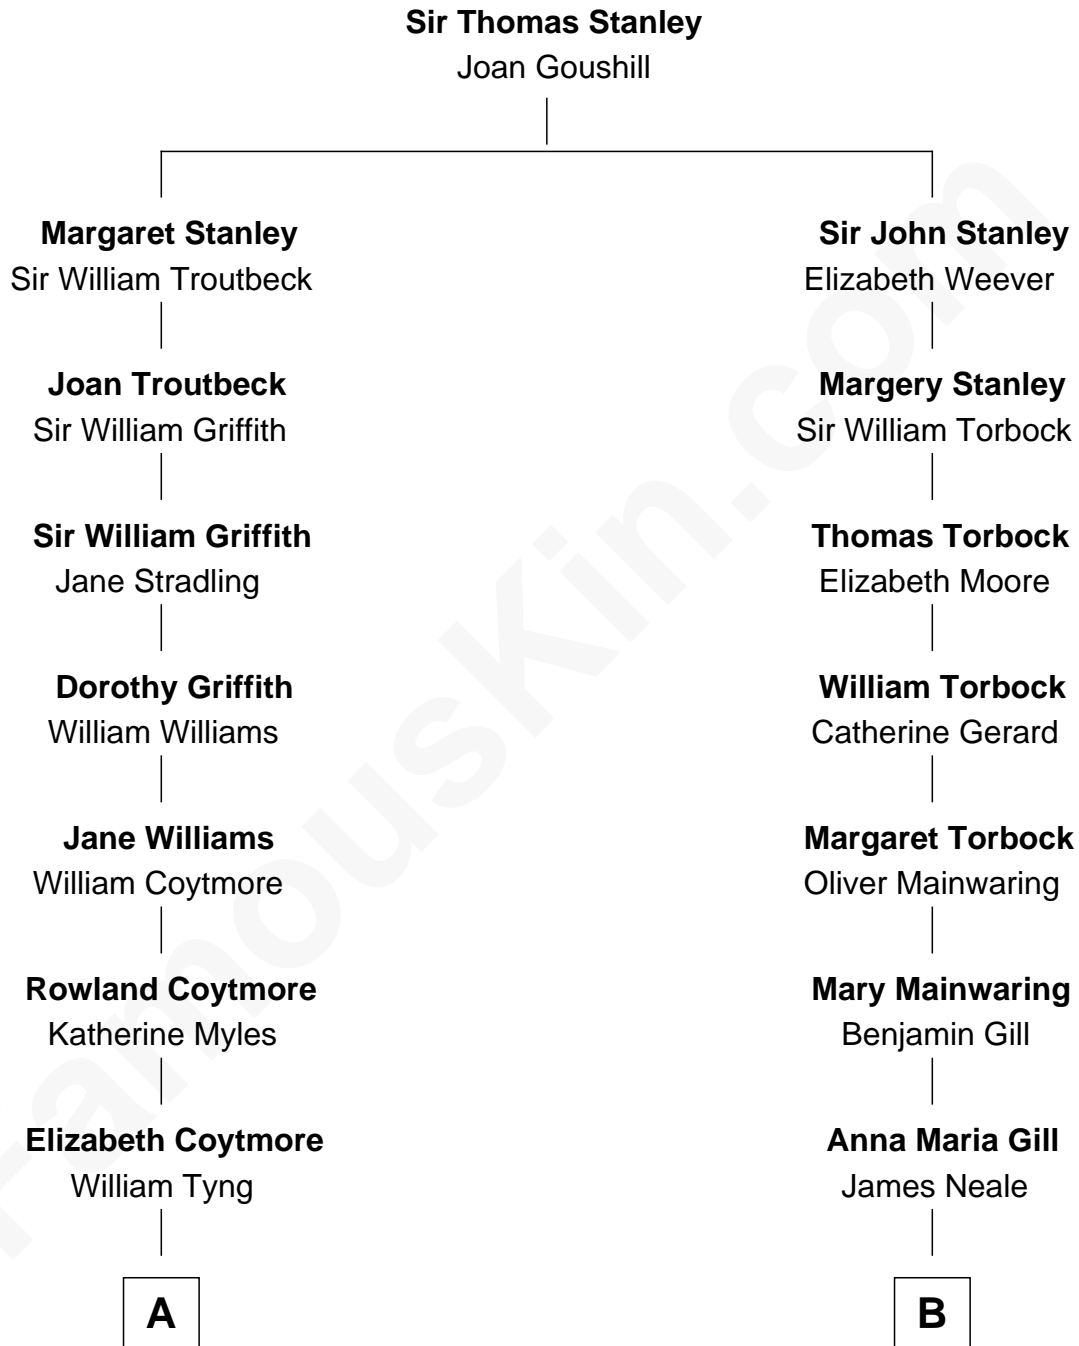 Sir Thomas Stanley
Joan Goushill
Margaret Stanley
Sir William Troutbeck
Sir John Stanley
Elizabeth Weever
Joan Troutbeck
Sir William Griffith
Margery Stanley
Sir William Torbock
Sir William Griffith
Jane Stradling
Thomas Torbock
Elizabeth Moore
Dorothy Griffith
William Williams
William Torbock
Catherine Gerard
Jane Williams
William Coytmore
Margaret Torbock
Oliver Mainwaring
Rowland Coytmore
Katherine Myles
Mary Mainwaring
Benjamin Gill
Elizabeth Coytmore
William Tyng
Anna Maria Gill
James Neale
A
B
FamousKin.com